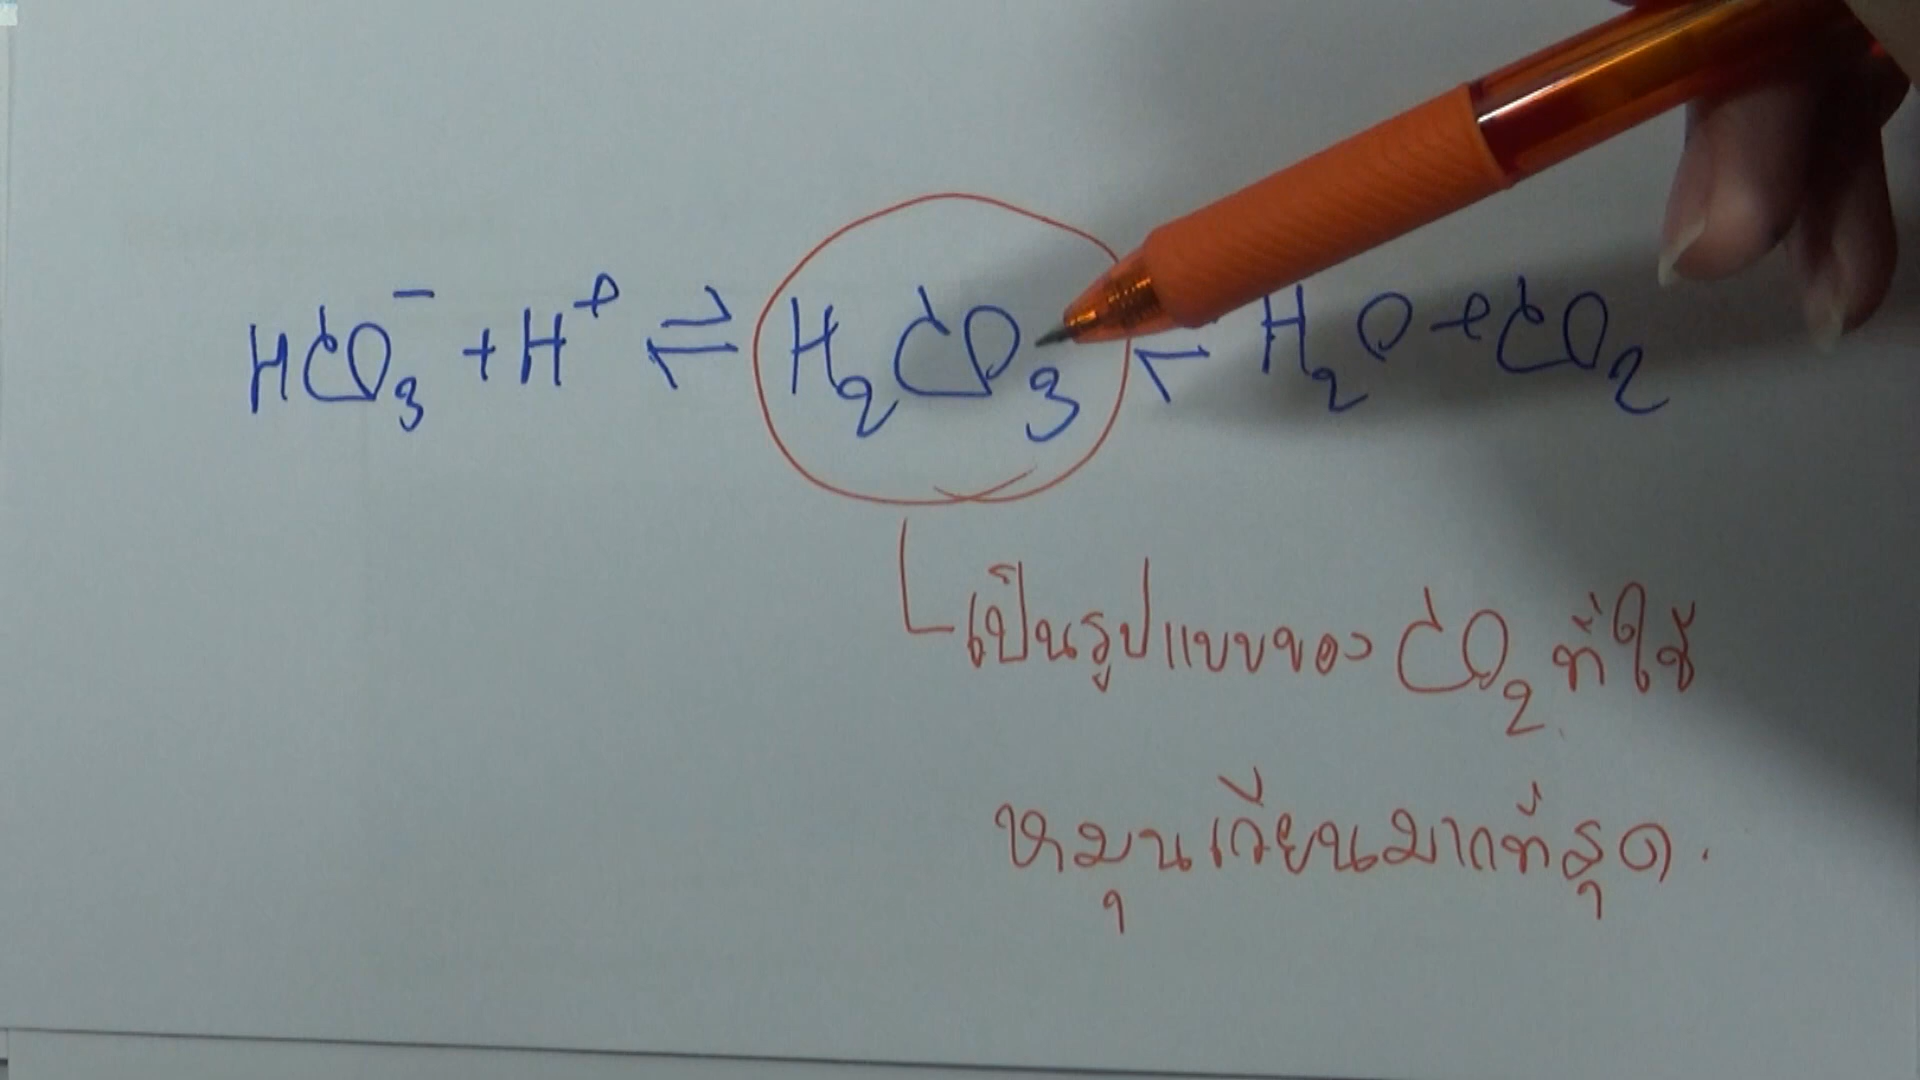 HCO₃⁻ + H⁺ ⇌ H₂CO₃ ⇌ H₂O + CO₂
เป็นรูปแบบของ CO₂ ที่ใช้
หมุนเวียนมากที่สุด.